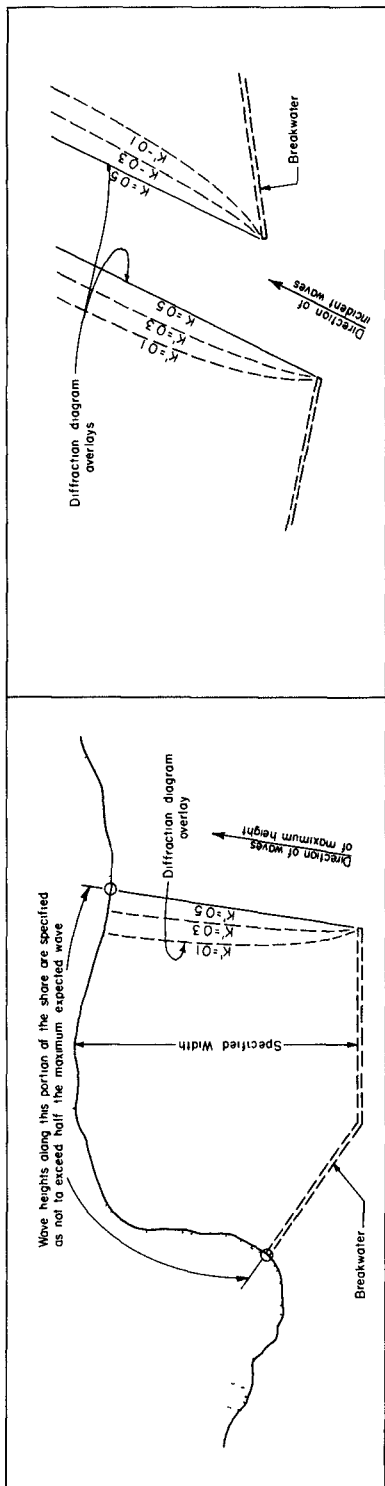 Wave heights along this portion of the shore are specified
as not to exceed half the maximum expected wave
Diffraction diagram
overlay
K'=0.1
K'=0.3
K'=0.5
Specified Width
Direction of waves
of maximum height
Breakwater
Diffraction diagram
overlays
K'=0.1
K'=0.3
K=0.5
K=0.5
K-0.3
K'-0.1
Direction of
incident waves
Breakwater